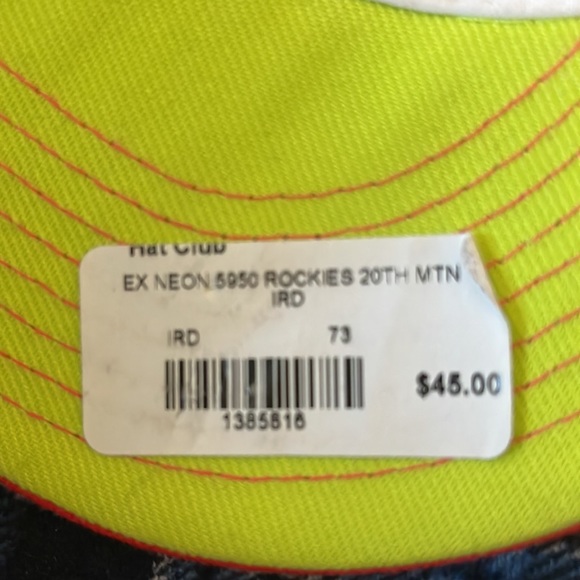 Hat Club
EX NEON 5950 ROCKIES 20TH MTN
IRD
IRD 73
$45.00
1385816